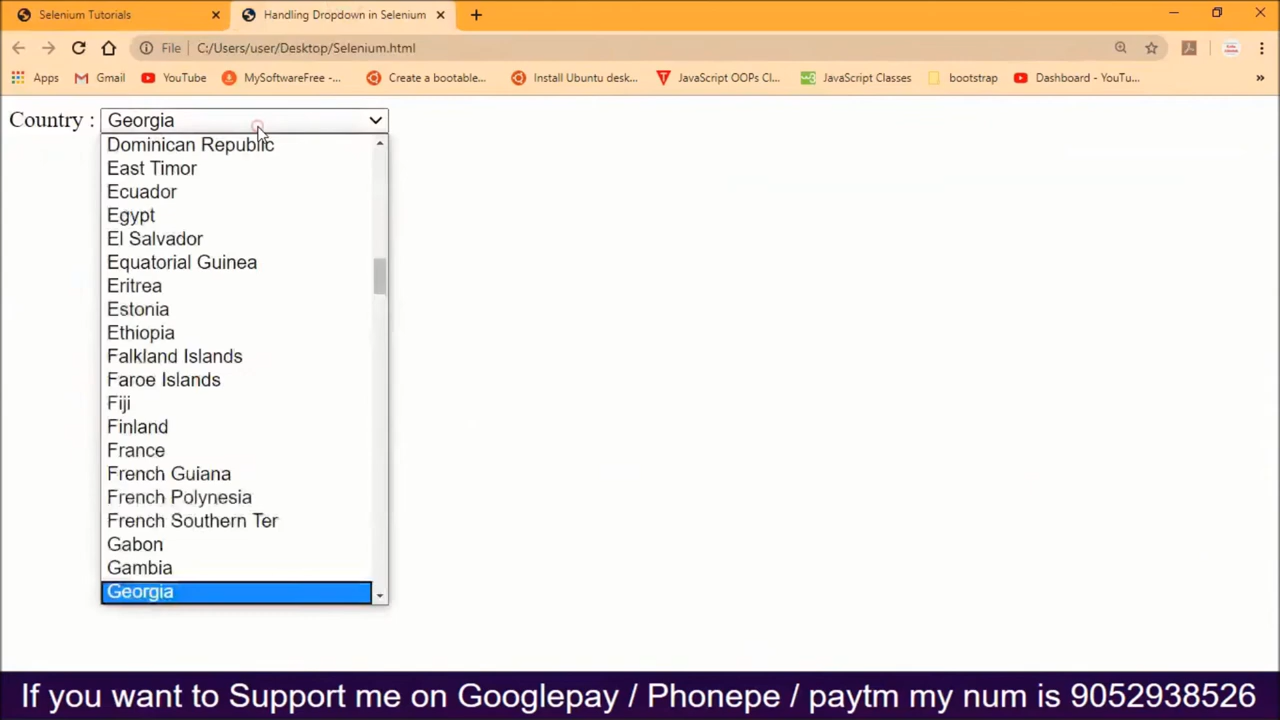 Selenium Tutorials
Handling Dropdown in Selenium
File
C:/Users/user/Desktop/Selenium.html
Apps
Gmail
YouTube
MySoftwareFree -...
Create a bootable...
Install Ubuntu desk...
JavaScript OOPs Cl...
JavaScript Classes
bootstrap
Dashboard - YouTu...
Country : Georgia
Dominican Republic
East Timor
Ecuador
Egypt
El Salvador
Equatorial Guinea
Eritrea
Estonia
Ethiopia
Falkland Islands
Faroe Islands
Fiji
Finland
France
French Guiana
French Polynesia
French Southern Ter
Gabon
Gambia
Georgia
If you want to Support me on Googlepay / Phonepe / paytm my num is 9052938526